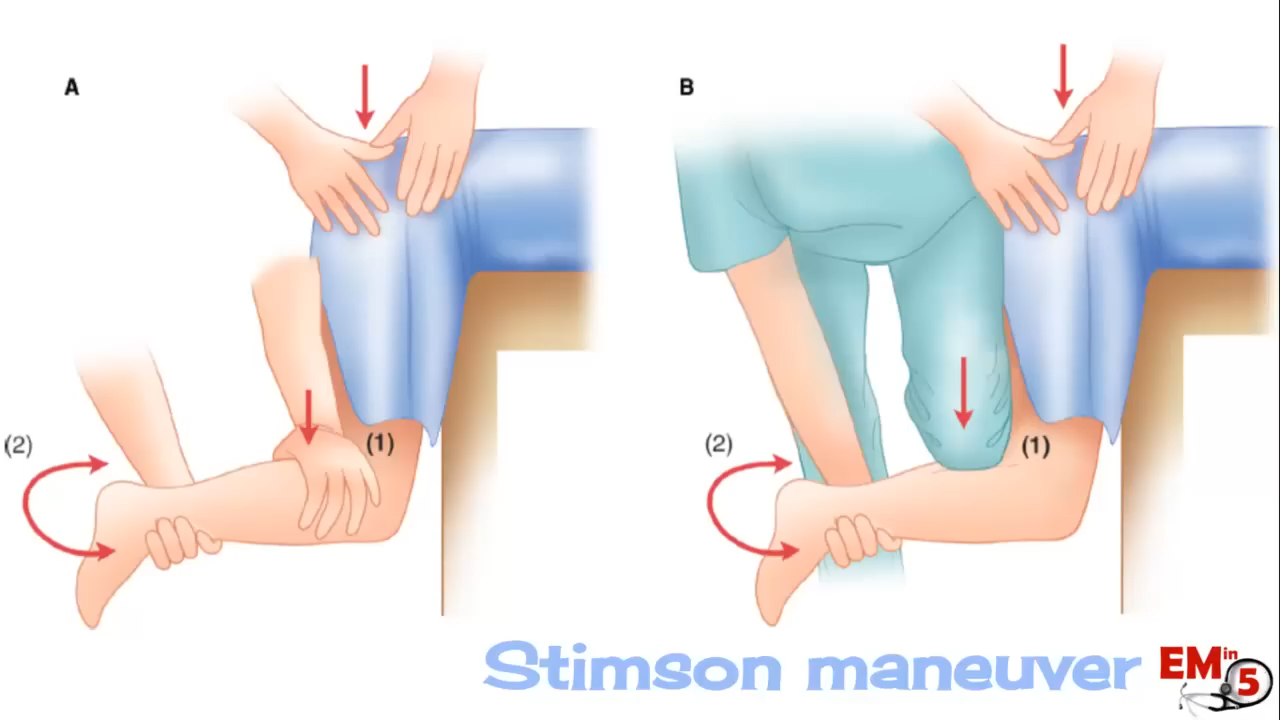 A
B
(2)
(1)
(2)
(1)
Stimson maneuver
EM in 5